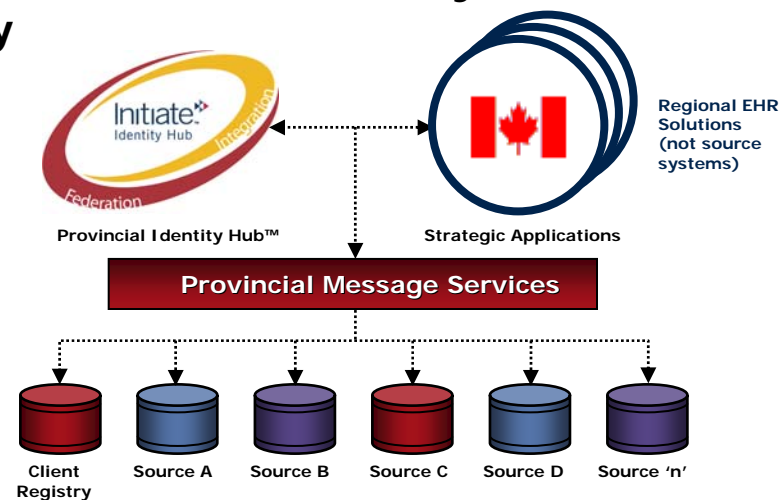 y
g
Initiate
Identity Hub
Integration
Federation
Regional EHR
Solutions
(not source
systems)
Provincial Identity Hub™
Strategic Applications
Provincial Message Services
Client
Registry
Source A
Source B
Source C
Source D
Source ‘n’